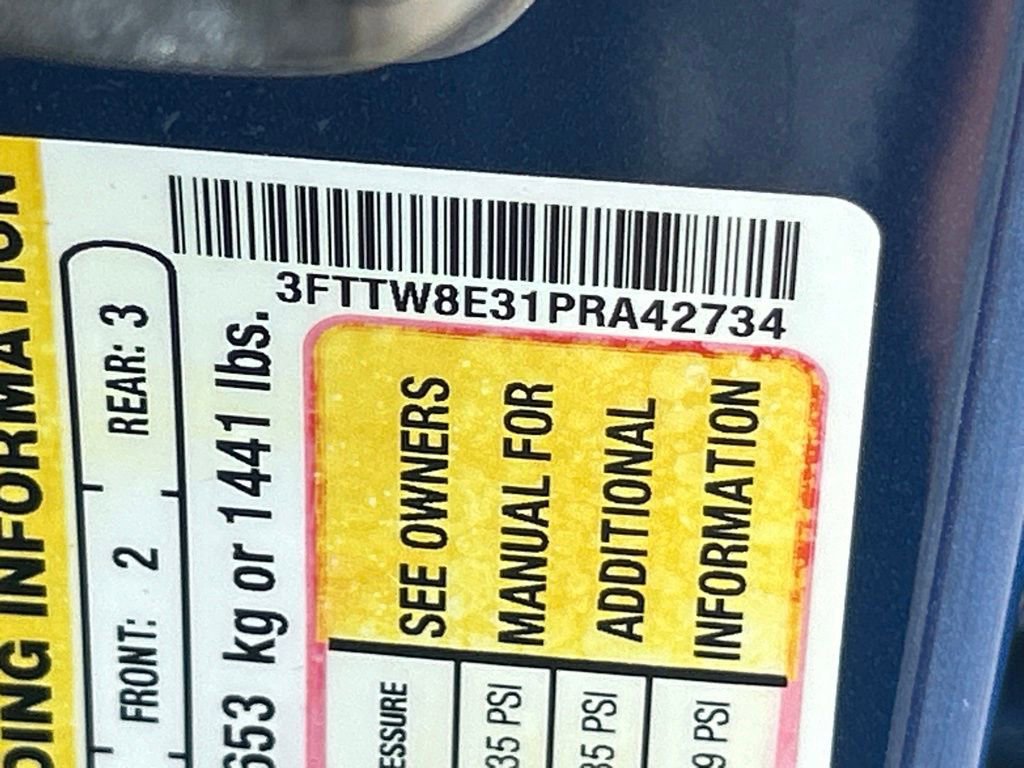 3FTTW8E31PRA42734
DING INFORMATION
FRONT: 2 REAR: 3
653 kg or 1441 lbs.
SEE OWNERS
MANUAL FOR
ADDITIONAL
INFORMATION
ESSURE
35 PSI
35 PSI
9 PSI